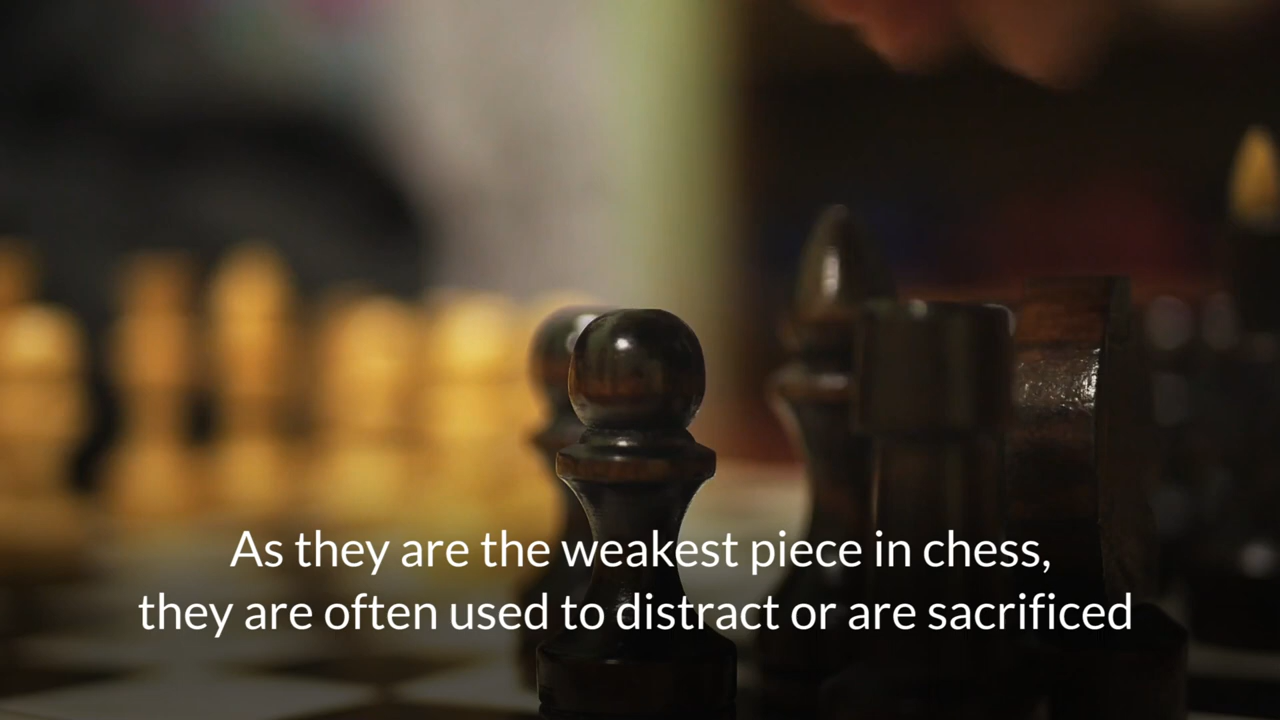 As they are the weakest piece in chess,
they are often used to distract or are sacrificed